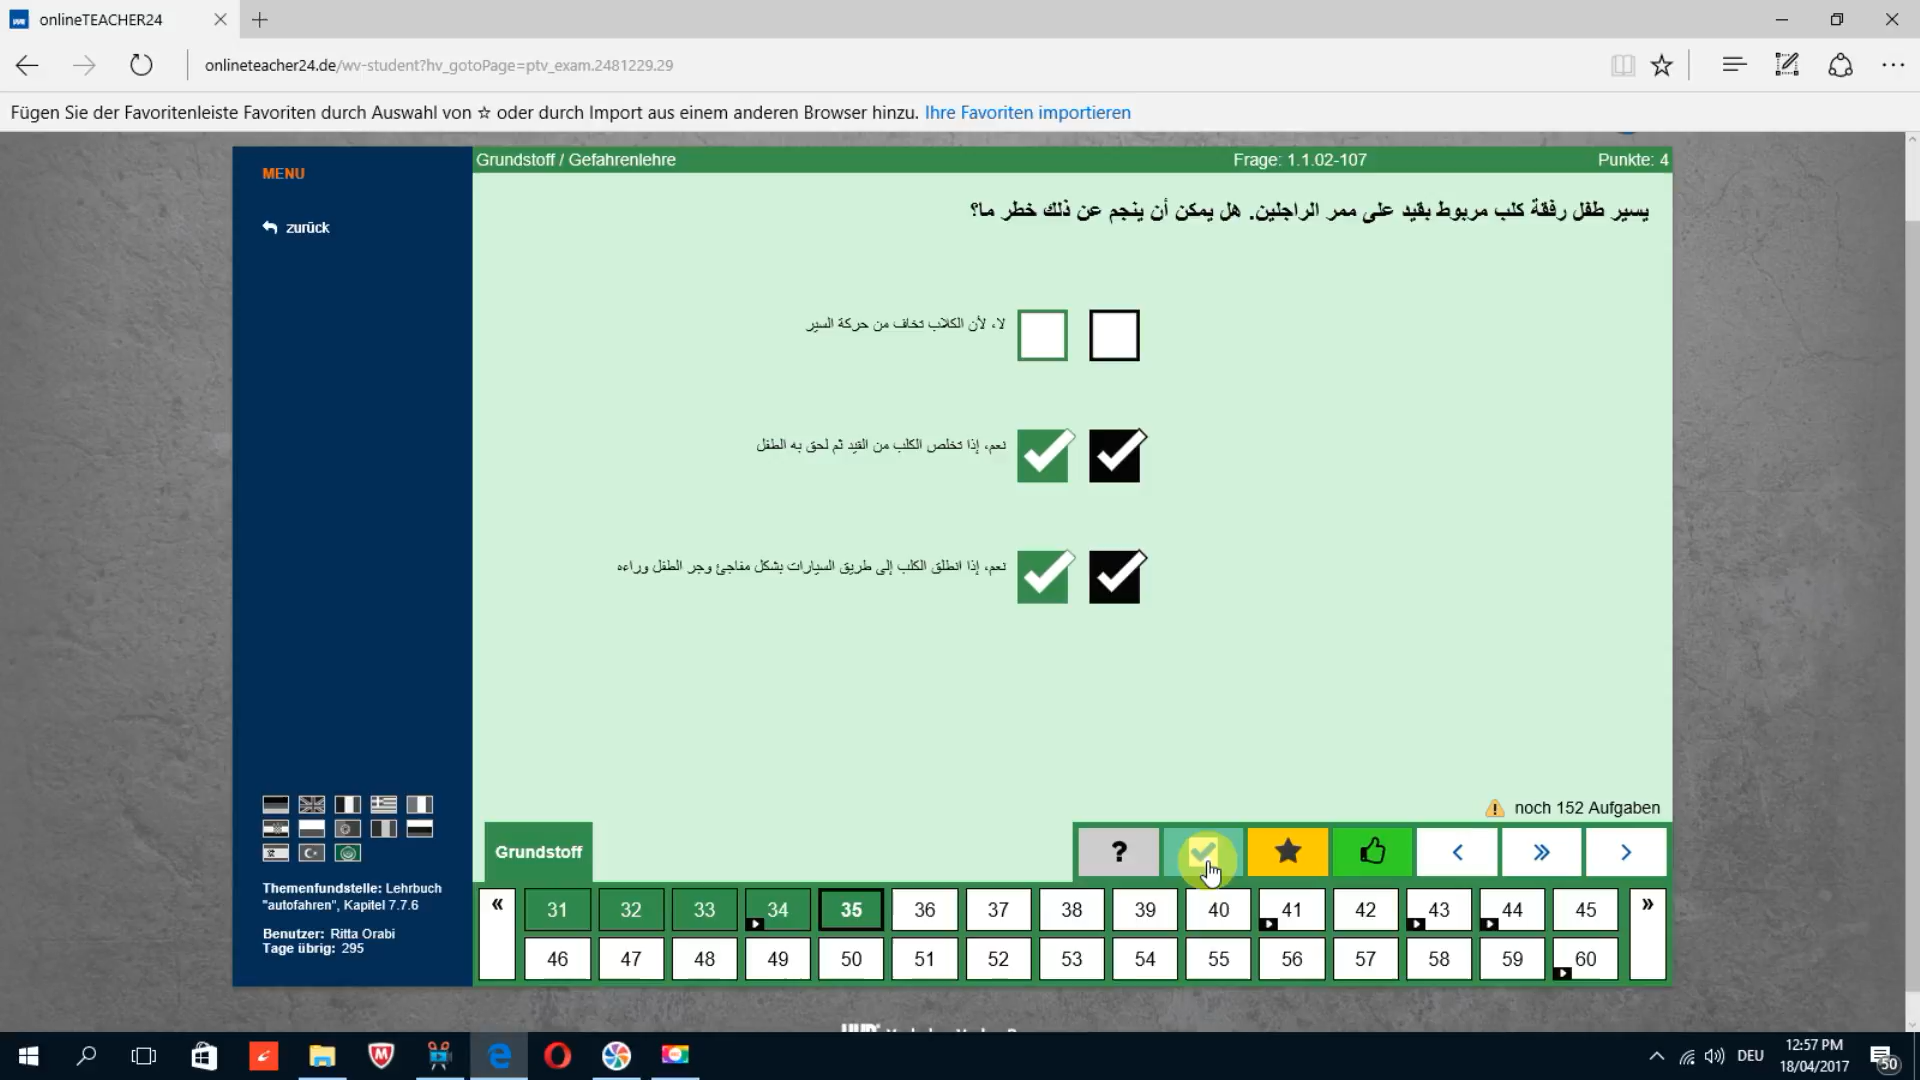 onlineTEACHER24
onlineteacher24.de/wv-student?hv_gotoPage=ptv_exam.2481229.29
Fügen Sie der Favoritenleiste Favoriten durch Auswahl von ☆ oder durch Import aus einem anderen Browser hinzu. Ihre Favoriten importieren
MENU
zurück
Grundstoff / Gefahrenlehre Frage: 1.1.02-107 Punkte: 4
يسير طفل رفقة كلب مربوط بقيد على ممر الراجلين. هل يمكن أن ينجم عن ذلك خطر ما؟
لا، لأن الكلاب تخاف من حركة السير
نعم، إذا تخلص الكلب من القيد ثم لحق به الطفل
نعم، إذا انطلق الكلب إلى طريق السيارات بشكل مفاجئ وجر الطفل وراءه
noch 152 Aufgaben
Grundstoff
? < » >
« 31 32 33 34 35 36 37 38 39 40 41 42 43 44 45 »
46 47 48 49 50 51 52 53 54 55 56 57 58 59 60
Themenfundstelle: Lehrbuch
"autofahren", Kapitel 7.7.6
Benutzer: Ritta Orabi
Tage übrig: 295
DEU
12:57 PM
18/04/2017
50